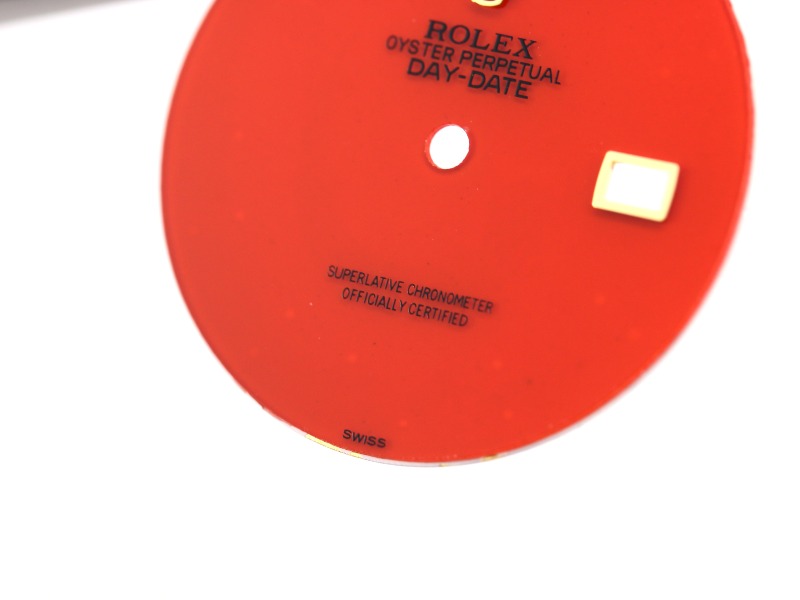 ROLEX
OYSTER PERPETUAL
DAY-DATE
SUPERLATIVE CHRONOMETER
OFFICIALLY CERTIFIED
SWISS